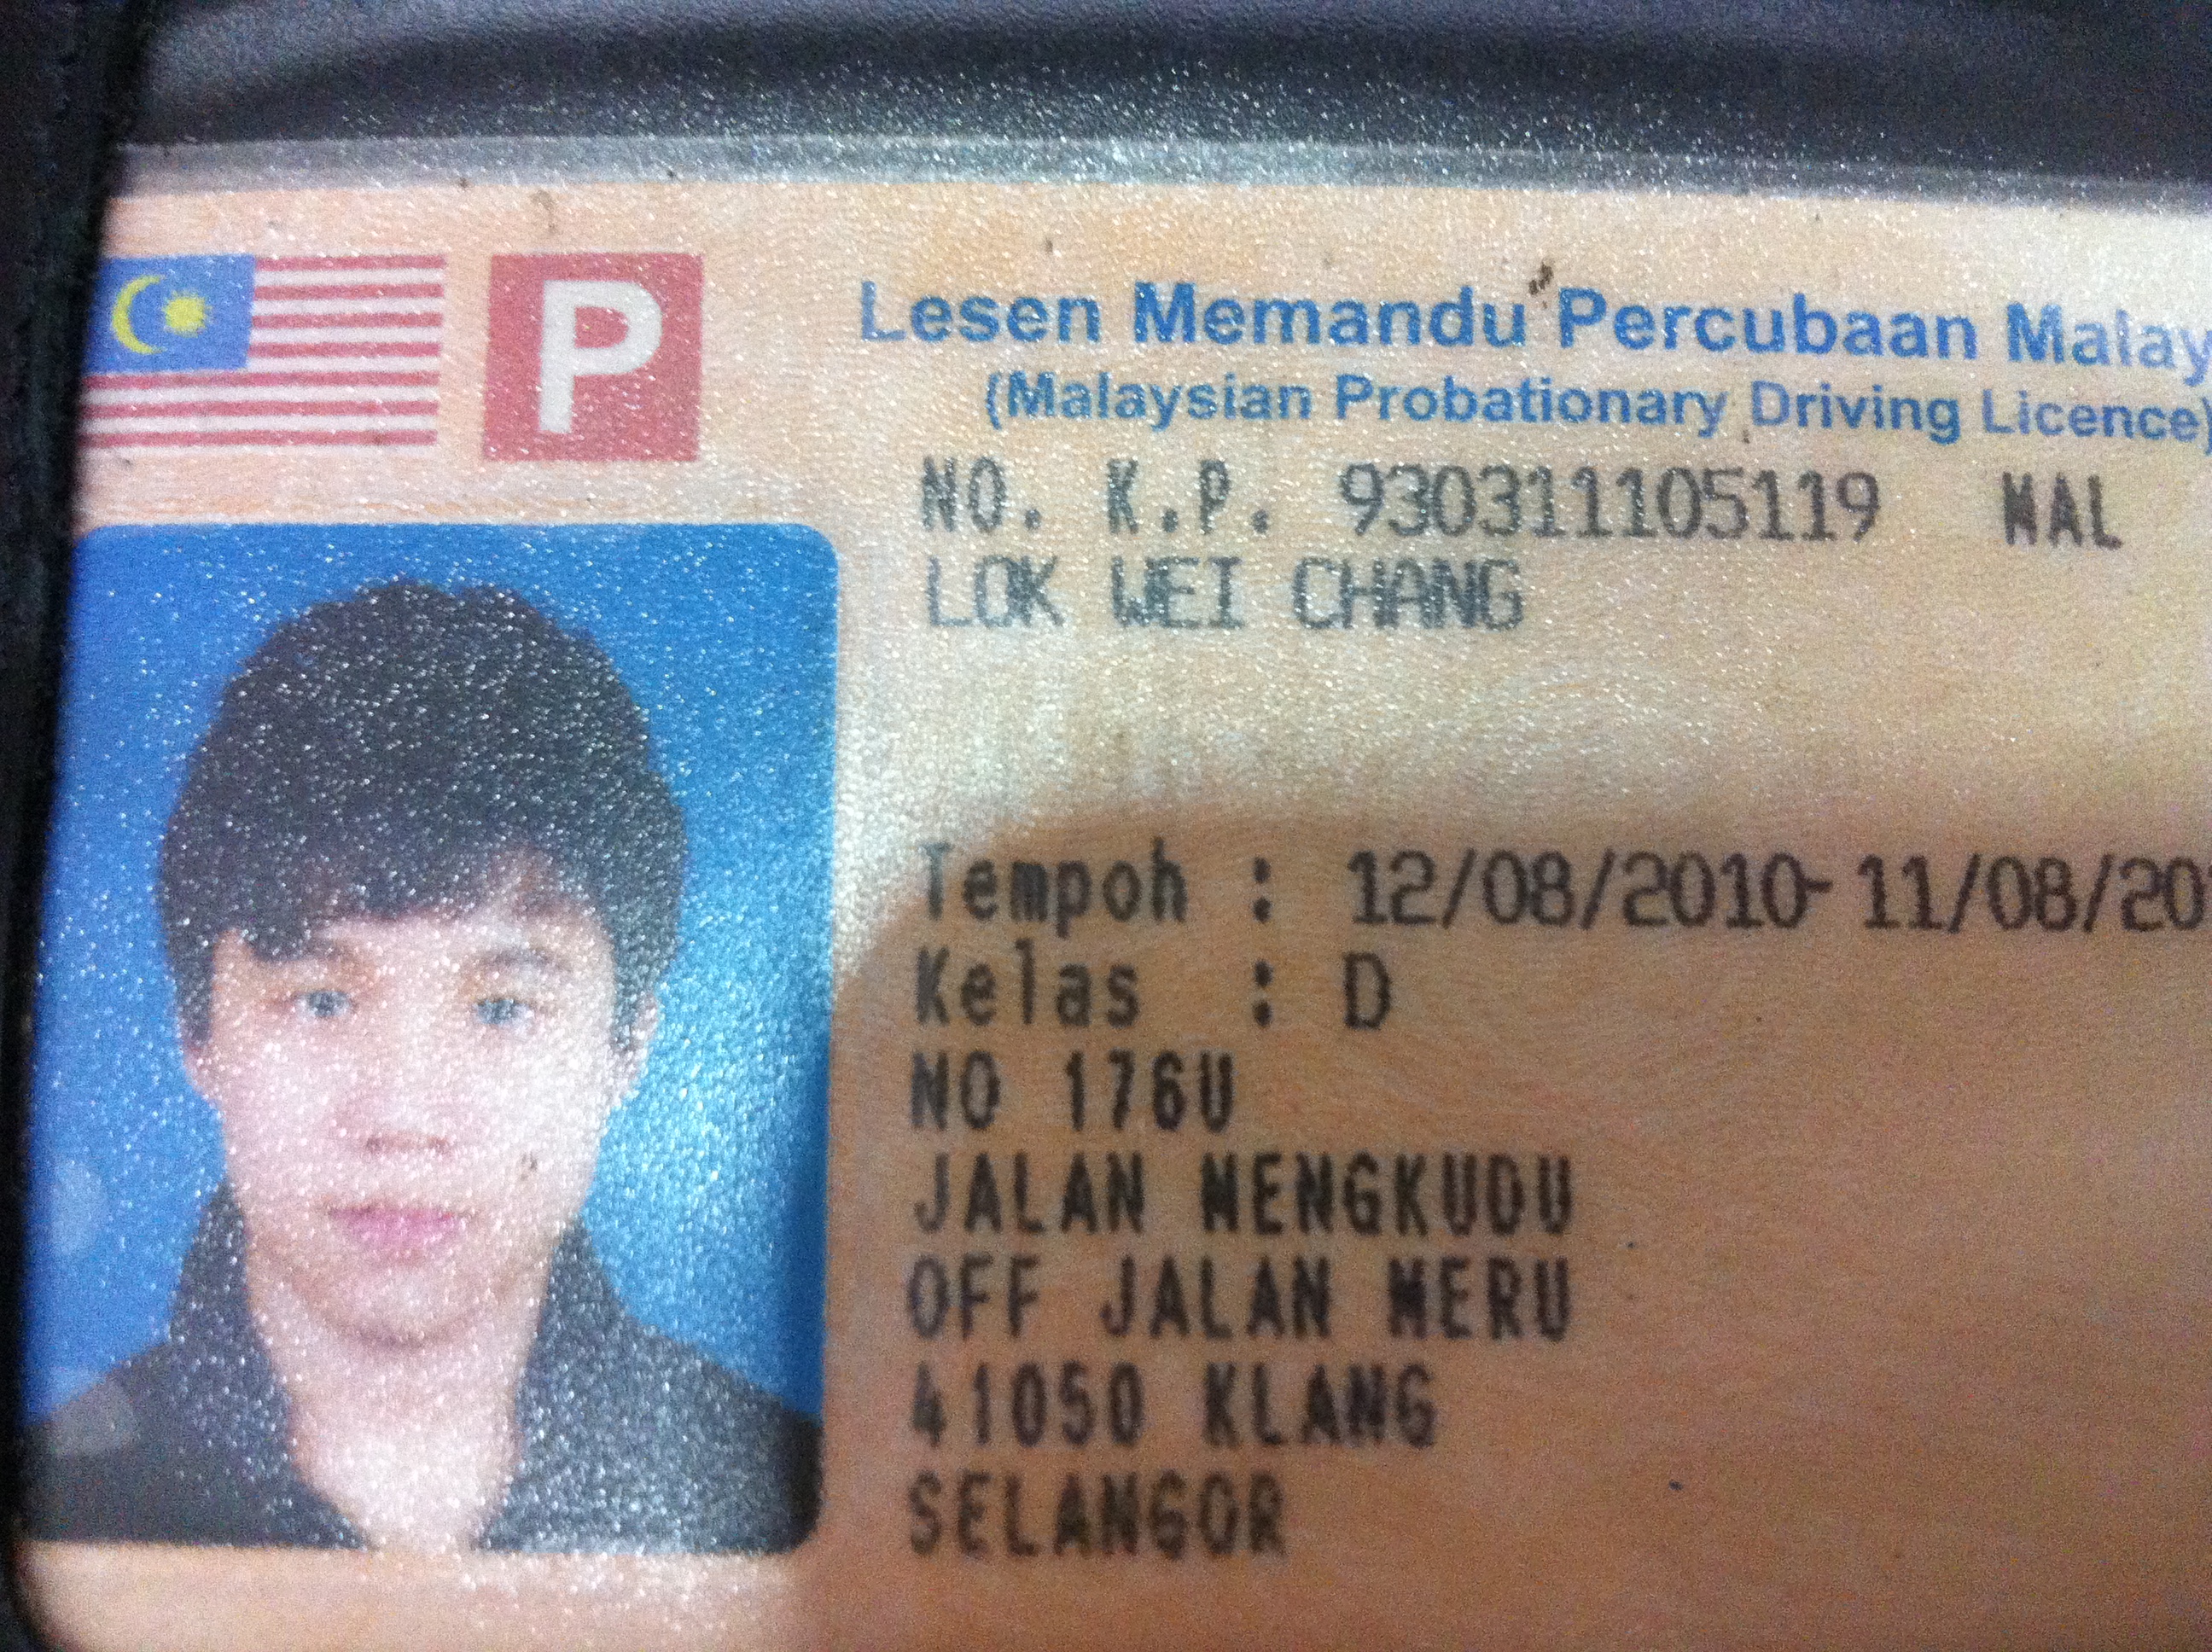 P
Lesen Memandu Percubaan Malay
(Malaysian Probationary Driving Licence)
NO. K.P. 930311105119 MAL
LOK WEI CHANG
Tempoh : 12/08/2010-11/08/20
Kelas : D
NO 176U
JALAN MENGKUDU
OFF JALAN MERU
41050 KLANG
SELANGOR